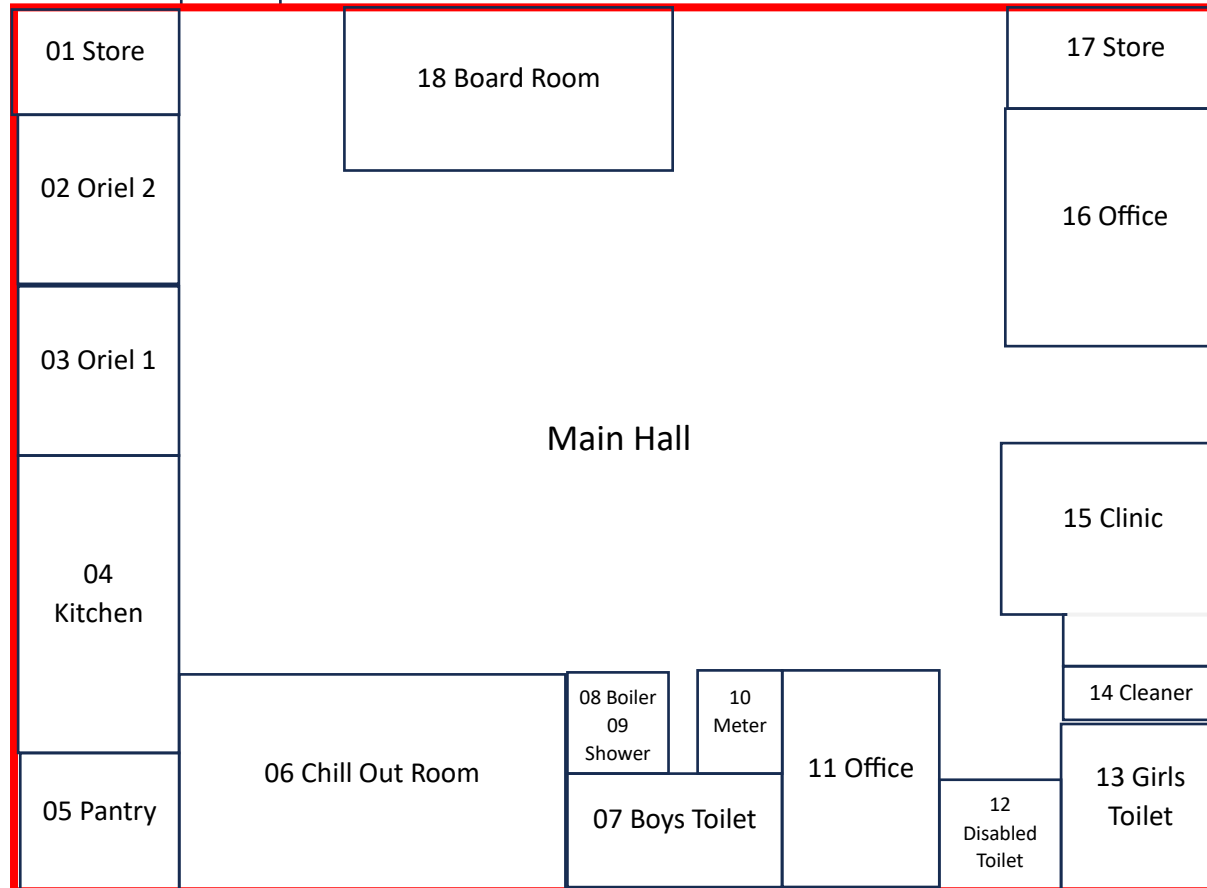 01 Store
18 Board Room
17 Store
02 Oriel 2
16 Office
03 Oriel 1
Main Hall
15 Clinic
04
Kitchen
08 Boiler
09
Shower
10
Meter
14 Cleaner
06 Chill Out Room
11 Office
13 Girls
Toilet
05 Pantry
07 Boys Toilet
12
Disabled
Toilet